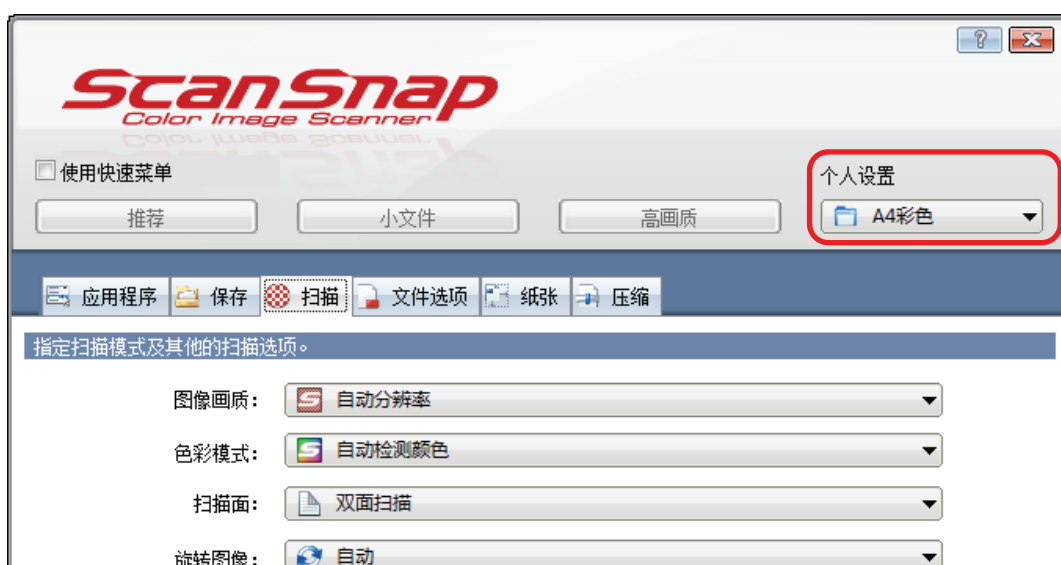 ScanSnap
Color Image Scanner
使用快速菜单
个人设置
推荐
小文件
高画质
A4彩色
应用程序 保存 扫描 文件选项 纸张 压缩
指定扫描模式及其他的扫描选项。
图像画质： 自动分辨率
色彩模式： 自动检测颜色
扫描面： 双面扫描
旋转图像： 自动